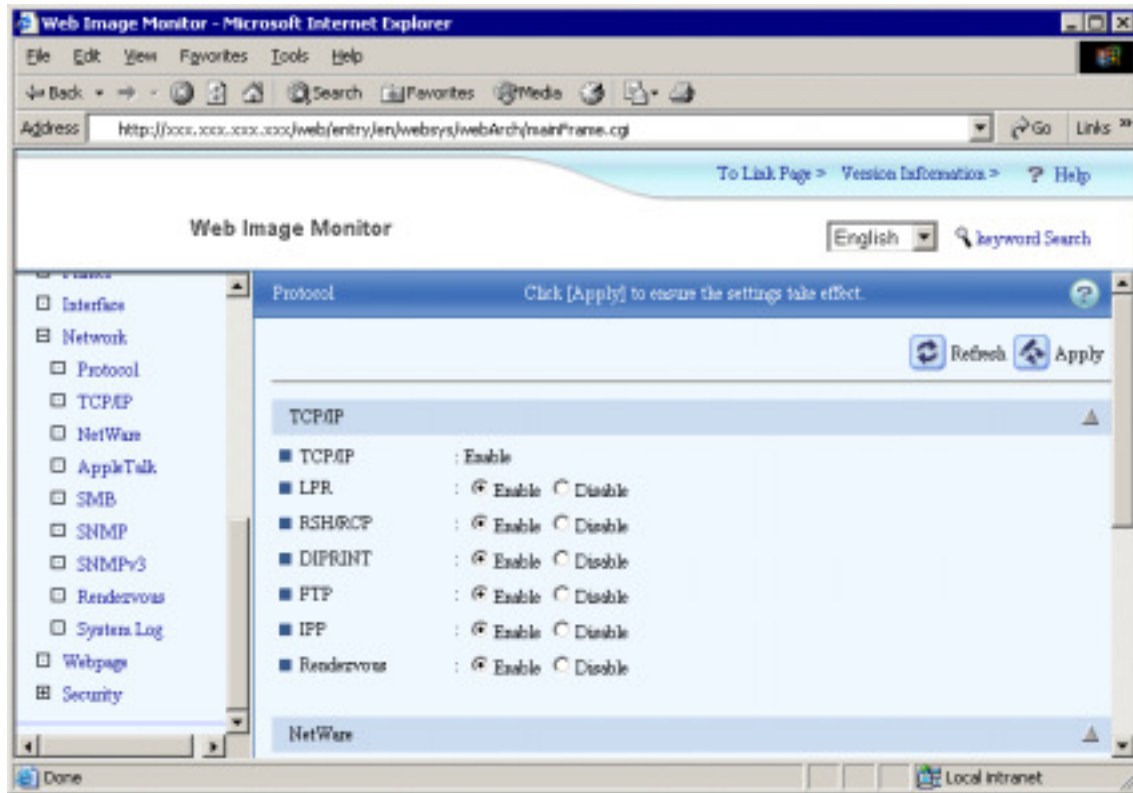 Web Image Monitor - Microsoft Internet Explorer
File Edit View Favorites Tools Help
Back Search Favorites Media
Address http://xxx.xxx.xxx.xxx/web/entry/en/websys/webArch/mainFrame.cgi Go Links »
To Link Page > Version Information > ? Help
Web Image Monitor
English keyword Search
Interface
Network
Protocol
TCP/IP
NetWare
AppleTalk
SMB
SNMP
SNMPv3
Rendezvous
System Log
Webpage
Security
Protocol Click [Apply] to ensure the settings take effect. ?
Refresh Apply
TCP/IP
TCP/IP : Enable
LPR : Enable Disable
RSH/RCP : Enable Disable
DIPRINT : Enable Disable
FTP : Enable Disable
IPP : Enable Disable
Rendezvous : Enable Disable
NetWare
Done Local intranet